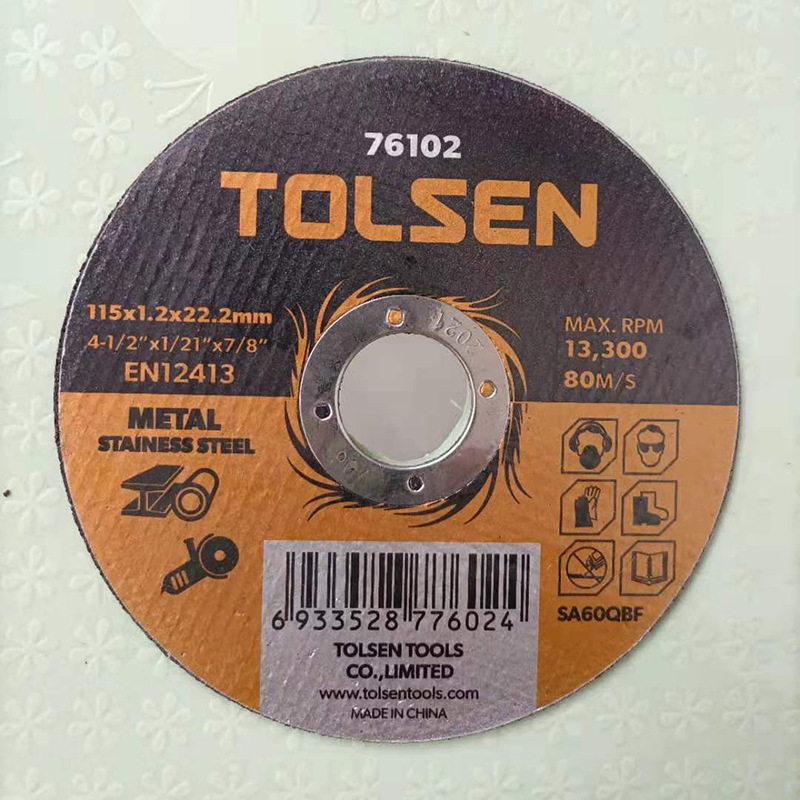 76102
TOLSEN
115x1.2x22.2mm
4-1/2"x1/21"x7/8"
EN12413
MAX. RPM
13,300
80M/S
METAL
STAINESS STEEL
SA60QBF
6 933528 776024
TOLSEN TOOLS
CO.,LIMITED
www.tolsentools.com
MADE IN CHINA